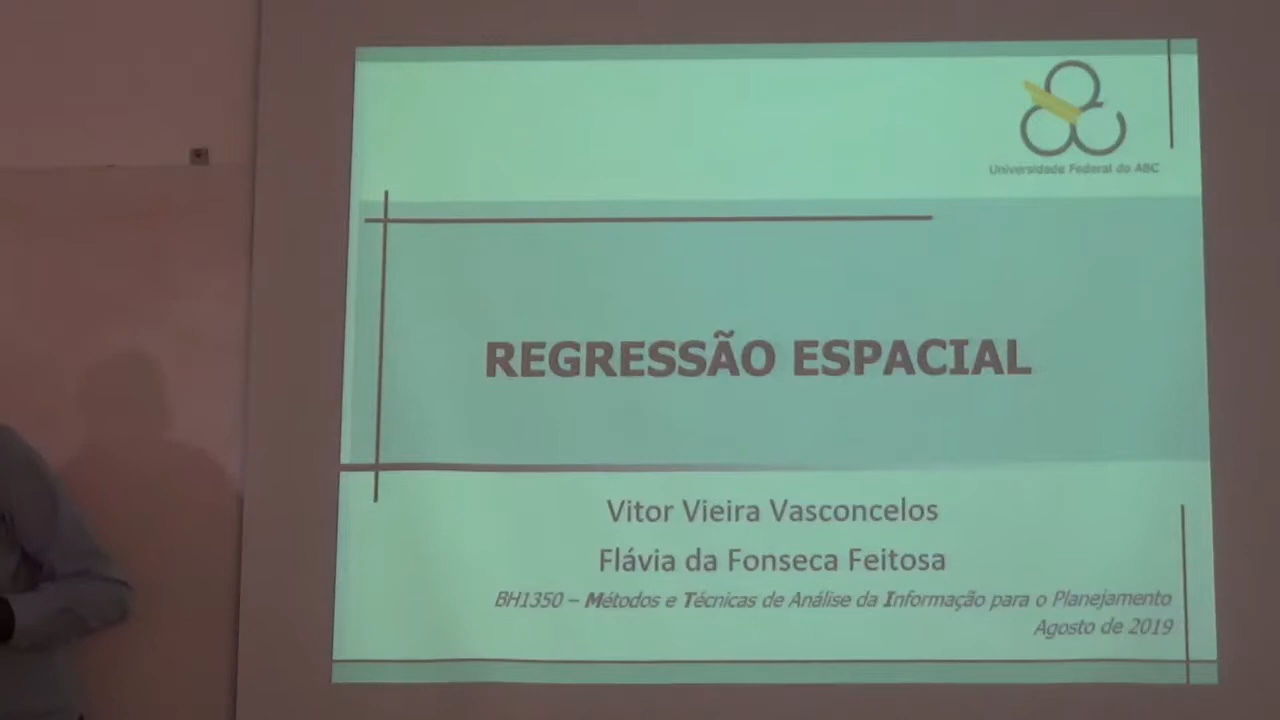 Universidade Federal do ABC
REGRESSÃO ESPACIAL
Vitor Vieira Vasconcelos
Flávia da Fonseca Feitosa
BH1350 – Métodos e Técnicas de Análise da Informação para o Planejamento
Agosto de 2019